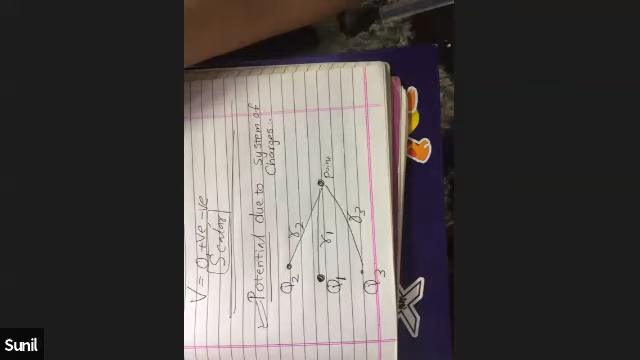 V = 0, +ve, -ve
Scalar
✓ Potential due to System of
Charges:.
Q2 r2
Q1 r1 point
Q3 r3
Sunil